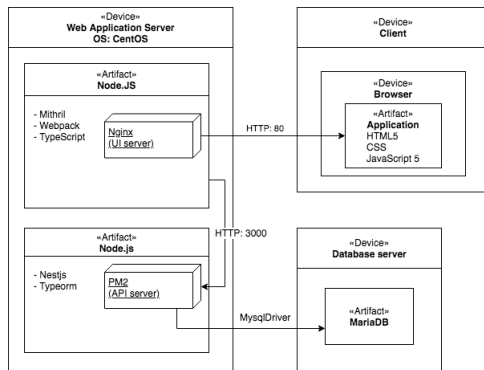 «Device»
Web Application Server
OS: CentOS
«Artifact»
Node.JS
- Mithril
- Webpack
- TypeScript
Nginx
(UI server)
HTTP: 80
«Device»
Client
«Device»
Browser
«Artifact»
Application
HTML5
CSS
JavaScript 5
HTTP: 3000
«Artifact»
Node.js
- Nestjs
- Typeorm
PM2
(API server)
MysqlDriver
«Device»
Database server
«Artifact»
MariaDB